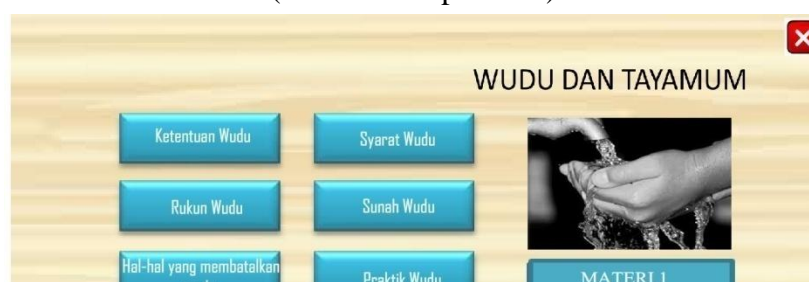 WUDU DAN TAYAMUM
Ketentuan Wudu
Syarat Wudu
Rukun Wudu
Sunah Wudu
Hal-hal yang membatalkan
Praktik Wudu
MATERI 1